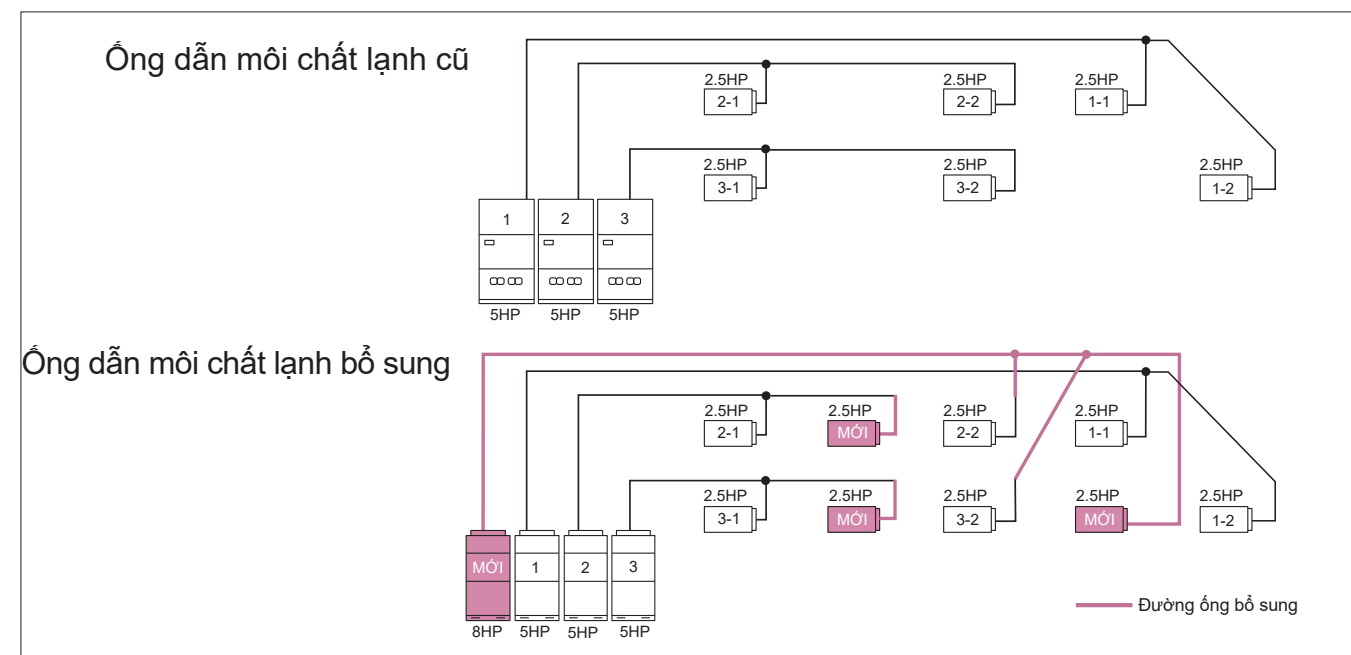 Ống dẫn môi chất lạnh cũ
2.5HP
2.5HP
2.5HP
2-1
2-2
1-1
2.5HP
2.5HP
2.5HP
3-1
3-2
1-2
1
2
3
5HP
5HP
5HP
Ống dẫn môi chất lạnh bổ sung
2.5HP
2.5HP
2.5HP
2.5HP
2-1
MỚI
2-2
1-1
2.5HP
2.5HP
2.5HP
2.5HP
2.5HP
3-1
MỚI
3-2
MỚI
1-2
MỚI
1
2
3
8HP
5HP
5HP
5HP
Đường ống bổ sung